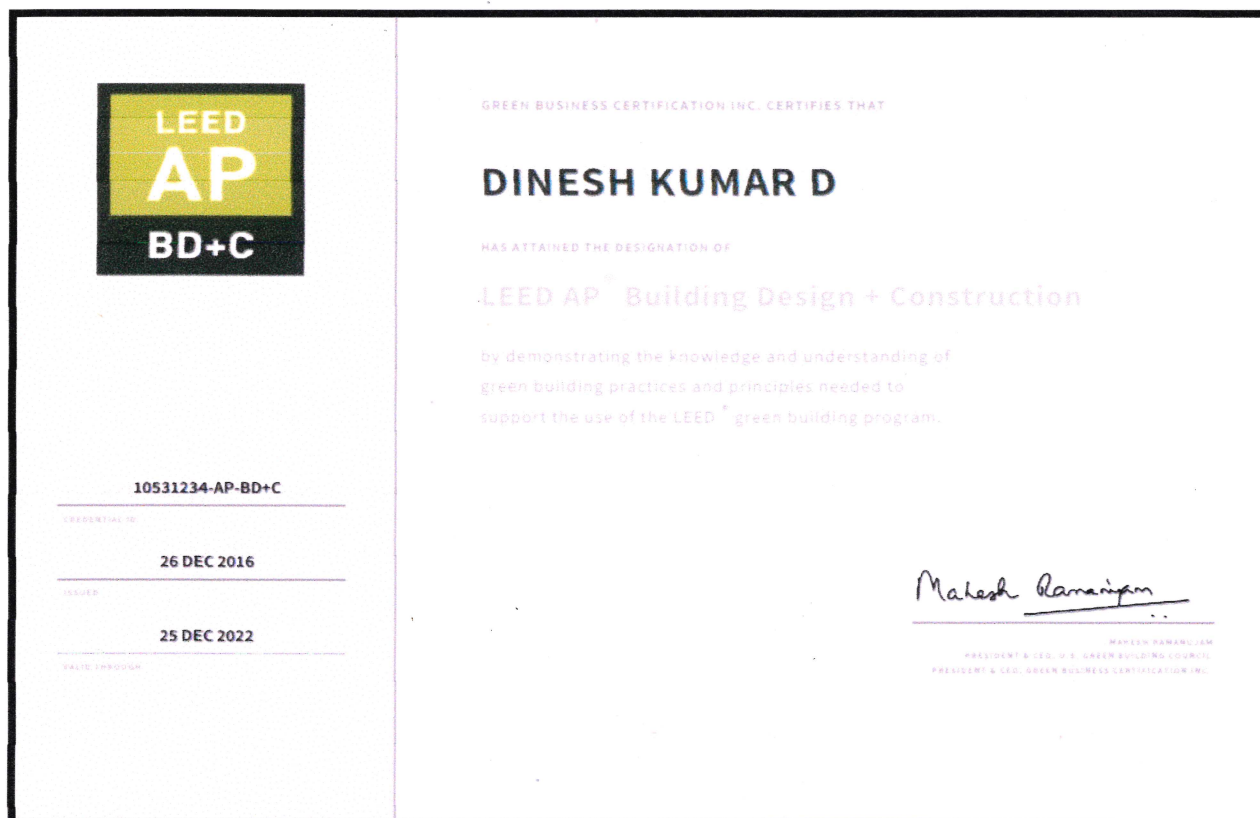 LEED
AP
BD+C
10531234-AP-BD+C
CREDENTIAL ID
26 DEC 2016
ISSUED
25 DEC 2022
VALID THROUGH
GREEN BUSINESS CERTIFICATION INC. CERTIFIES THAT
DINESH KUMAR D
HAS ATTAINED THE DESIGNATION OF
LEED AP Building Design + Construction
by demonstrating the knowledge and understanding of
green building practices and principles needed to
support the use of the LEED® green building program.
Mahesh Ramanujam
MAHESH RAMANUJAM
PRESIDENT & CEO, U.S. GREEN BUILDING COUNCIL
PRESIDENT & CEO, GREEN BUSINESS CERTIFICATION INC.